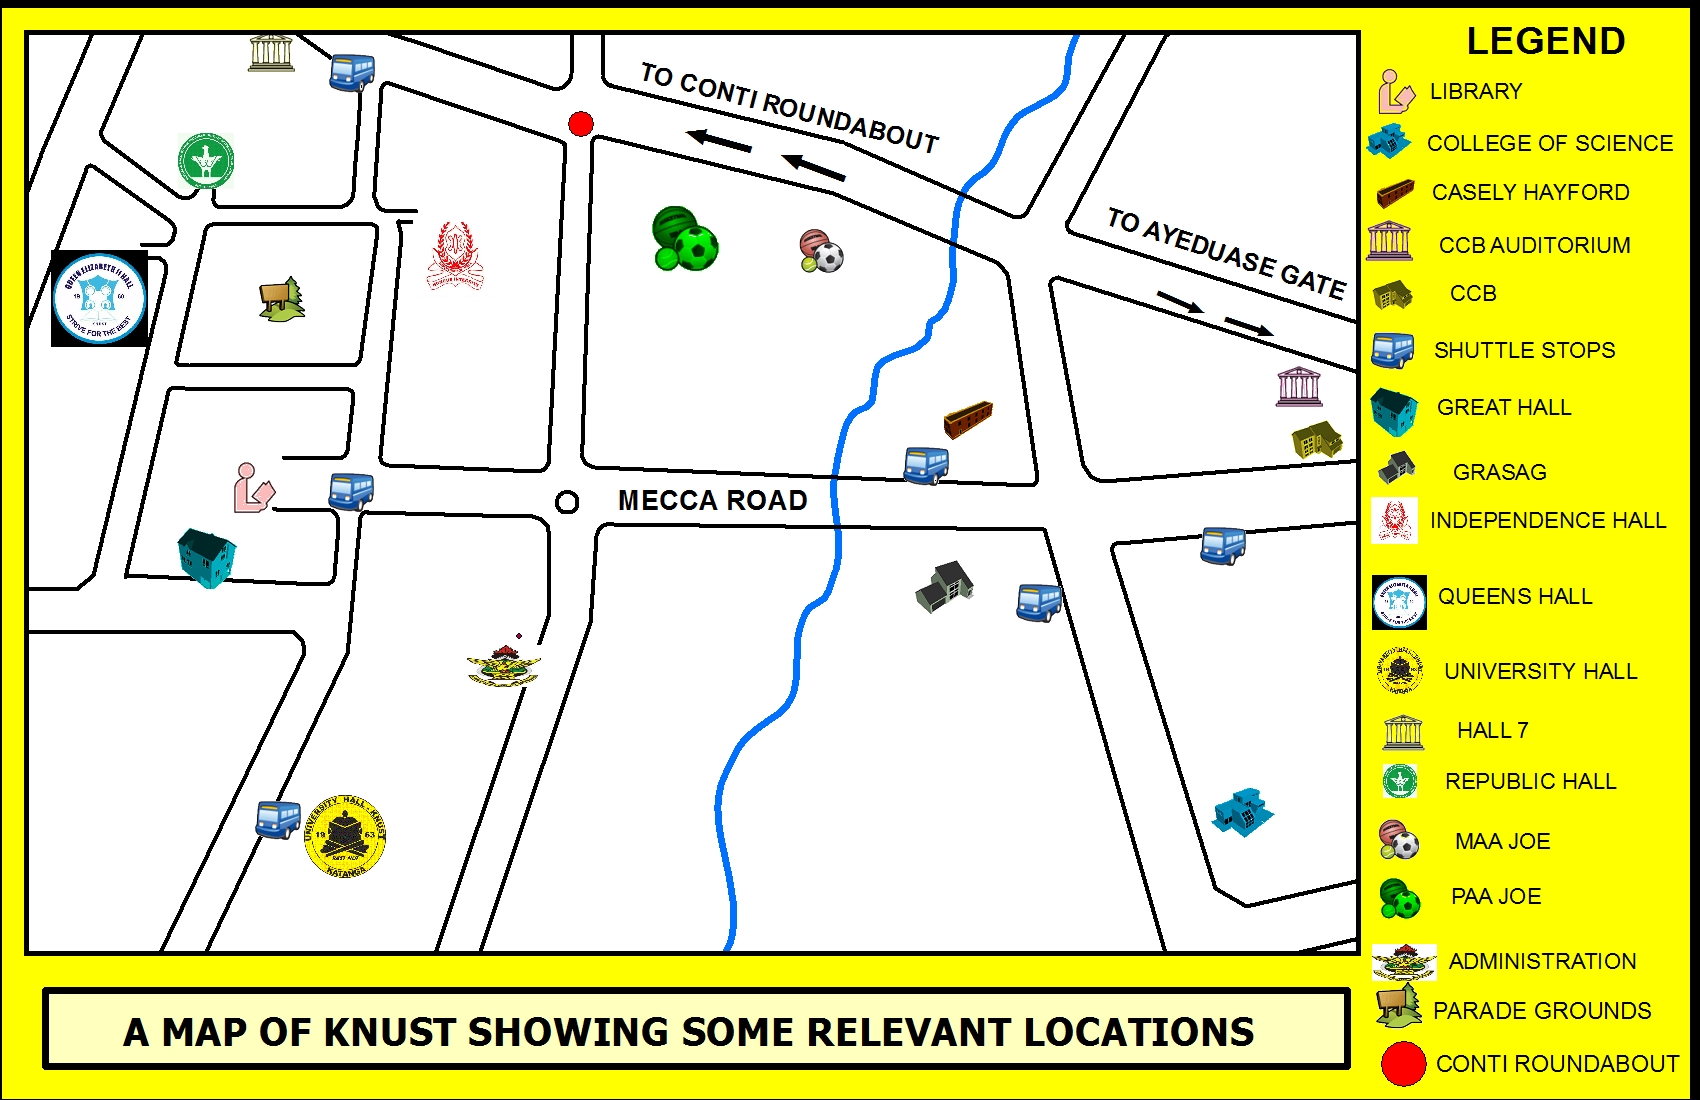 TO CONTI ROUNDABOUT
TO AYEDUASE GATE
QUEEN ELIZABETH II HALL
19 60
STRIVE FOR THE BEST
MECCA ROAD
UNIVERSITY HALL - KNUST
19 63
KATANGA
A MAP OF KNUST SHOWING SOME RELEVANT LOCATIONS
LEGEND
LIBRARY
COLLEGE OF SCIENCE
CASELY HAYFORD
CCB AUDITORIUM
CCB
SHUTTLE STOPS
GREAT HALL
GRASAG
INDEPENDENCE HALL
QUEENS HALL
UNIVERSITY HALL
HALL 7
REPUBLIC HALL
MAA JOE
PAA JOE
ADMINISTRATION
PARADE GROUNDS
CONTI ROUNDABOUT